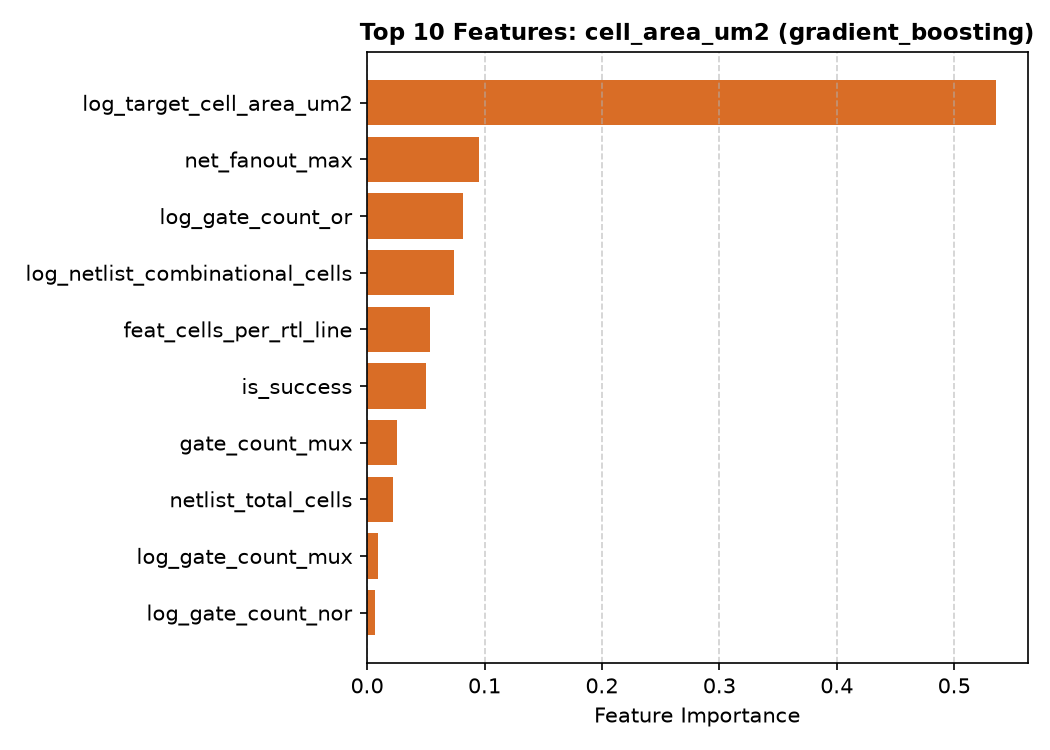 Top 10 Features: cell_area_um2 (gradient_boosting)
log_target_cell_area_um2
net_fanout_max
log_gate_count_or
log_netlist_combinational_cells
feat_cells_per_rtl_line
is_success
gate_count_mux
netlist_total_cells
log_gate_count_mux
log_gate_count_nor
0.0 0.1 0.2 0.3 0.4 0.5
Feature Importance